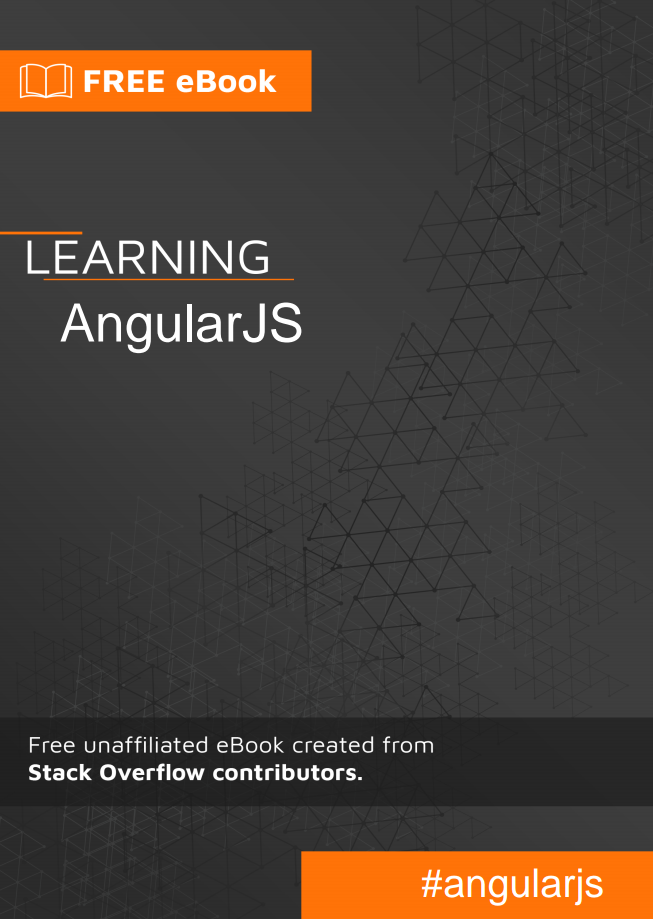 FREE eBook
LEARNING
AngularJS
Free unaffiliated eBook created from
Stack Overflow contributors.
#angularjs